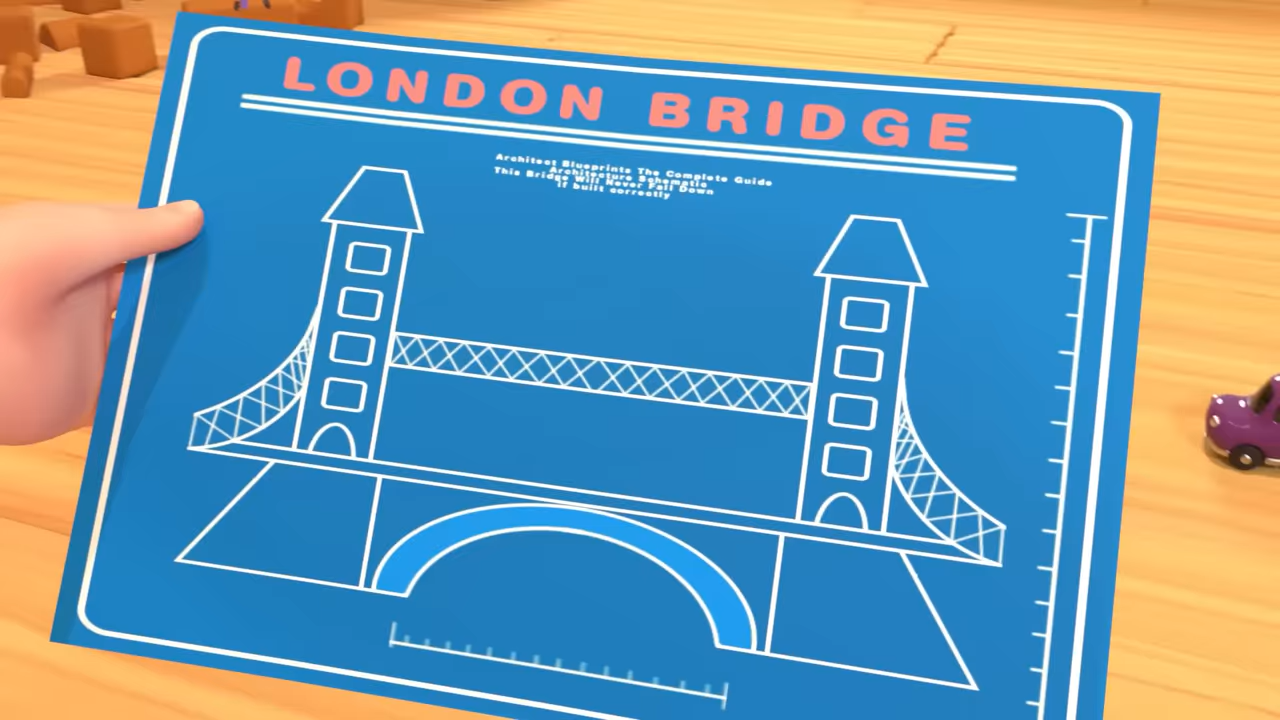 LONDON BRIDGE
Architect Blueprints The Complete Guide
Architecture Schematic
This Bridge Will Never Fall Down
If built correctly